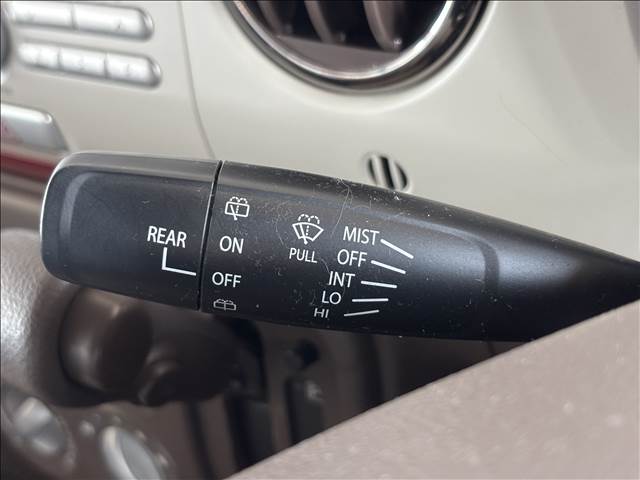 REAR
ON
OFF
PULL
MIST
OFF
INT
LO
HI